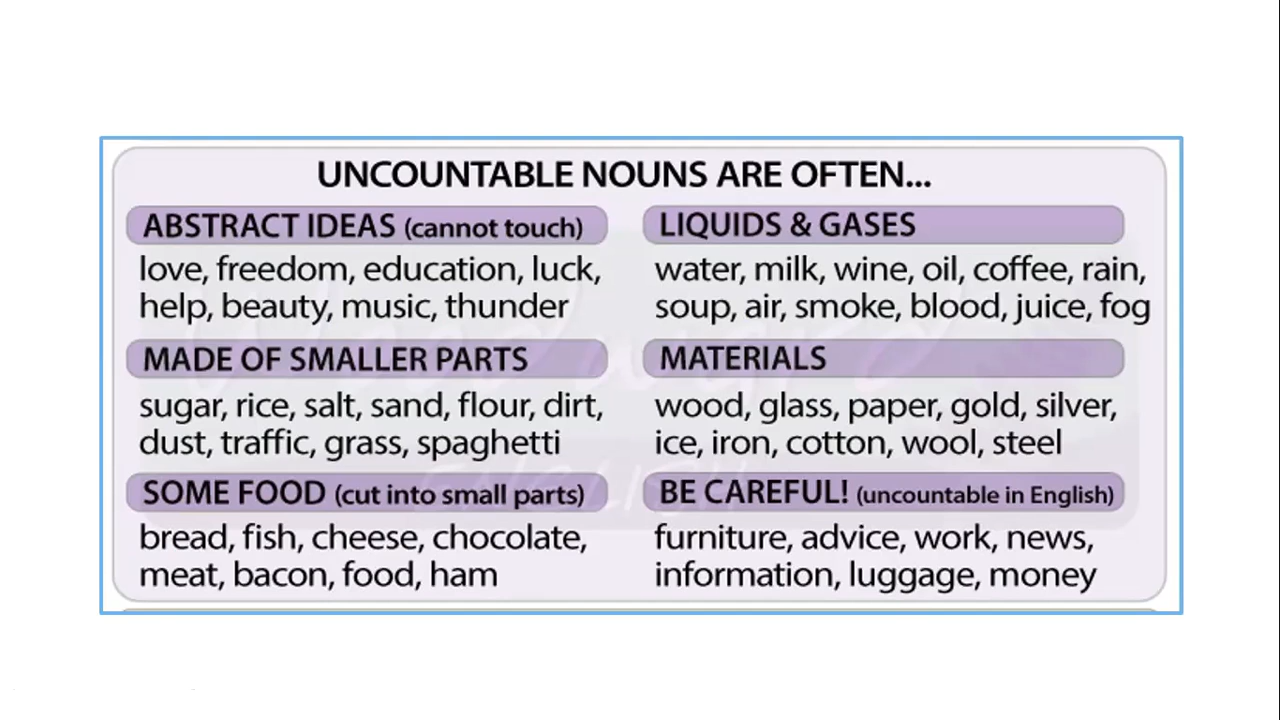 UNCOUNTABLE NOUNS ARE OFTEN...
ABSTRACT IDEAS (cannot touch)
love, freedom, education, luck,
help, beauty, music, thunder
LIQUIDS & GASES
water, milk, wine, oil, coffee, rain,
soup, air, smoke, blood, juice, fog
MADE OF SMALLER PARTS
sugar, rice, salt, sand, flour, dirt,
dust, traffic, grass, spaghetti
MATERIALS
wood, glass, paper, gold, silver,
ice, iron, cotton, wool, steel
SOME FOOD (cut into small parts)
bread, fish, cheese, chocolate,
meat, bacon, food, ham
BE CAREFUL! (uncountable in English)
furniture, advice, work, news,
information, luggage, money